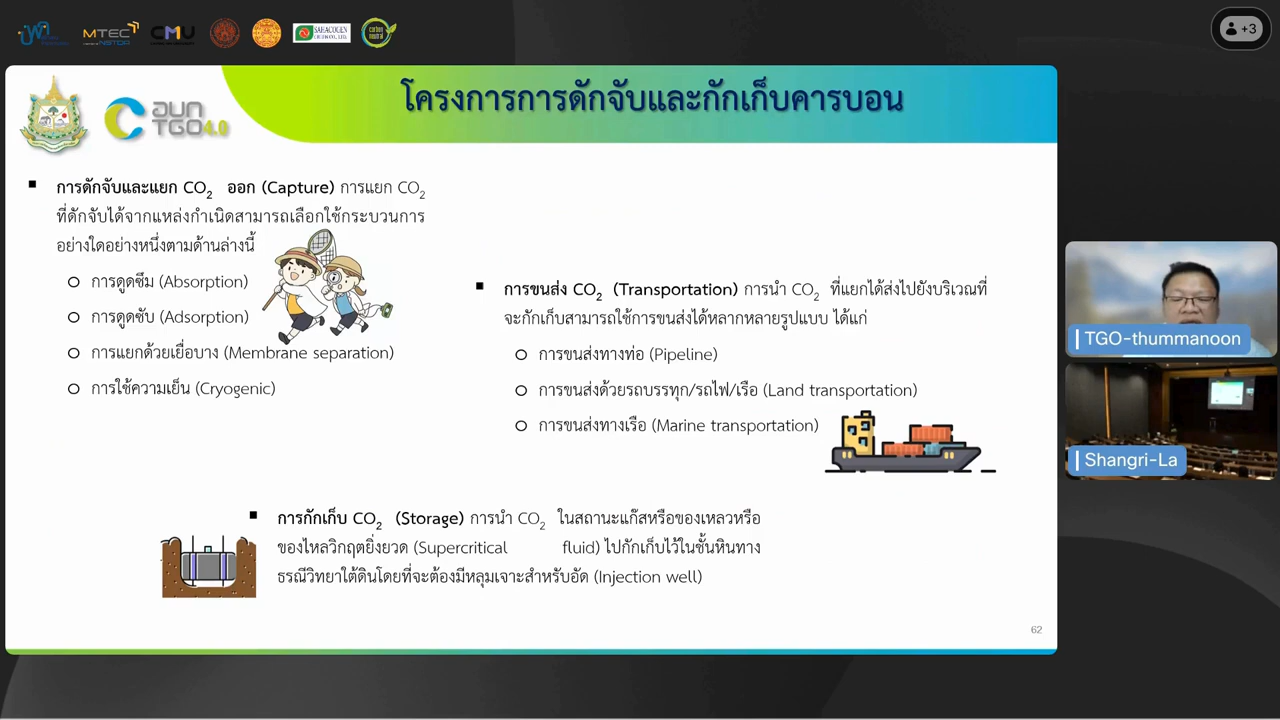 MTEC
NSTDA
CMU
SAHACOGEN
carbon neutral
+3
อบก
TGO 4.0
โครงการการดักจับและกักเก็บคาร์บอน
▪ การดักจับและแยก CO2 ออก (Capture) การแยก CO2
ที่ดักจับได้จากแหล่งกำเนิดสามารถเลือกใช้กระบวนการ
อย่างใดอย่างหนึ่งตามด้านล่างนี้
o การดูดซึม (Absorption)
o การดูดซับ (Adsorption)
o การแยกด้วยเยื่อบาง (Membrane separation)
o การใช้ความเย็น (Cryogenic)
▪ การขนส่ง CO2 (Transportation) การนำ CO2 ที่แยกได้ส่งไปยังบริเวณที่
จะกักเก็บสามารถใช้การขนส่งได้หลากหลายรูปแบบ ได้แก่
o การขนส่งทางท่อ (Pipeline)
o การขนส่งด้วยรถบรรทุก/รถไฟ/เรือ (Land transportation)
o การขนส่งทางเรือ (Marine transportation)
▪ การกักเก็บ CO2 (Storage) การนำ CO2 ในสถานะแก๊สหรือของเหลวหรือ
ของไหลวิกฤตยิ่งยวด (Supercritical fluid) ไปกักเก็บไว้ในชั้นหินทาง
ธรณีวิทยาใต้ดินโดยที่จะต้องมีหลุมเจาะสำหรับอัด (Injection well)
62
TGO-thummanoon
Shangri-La